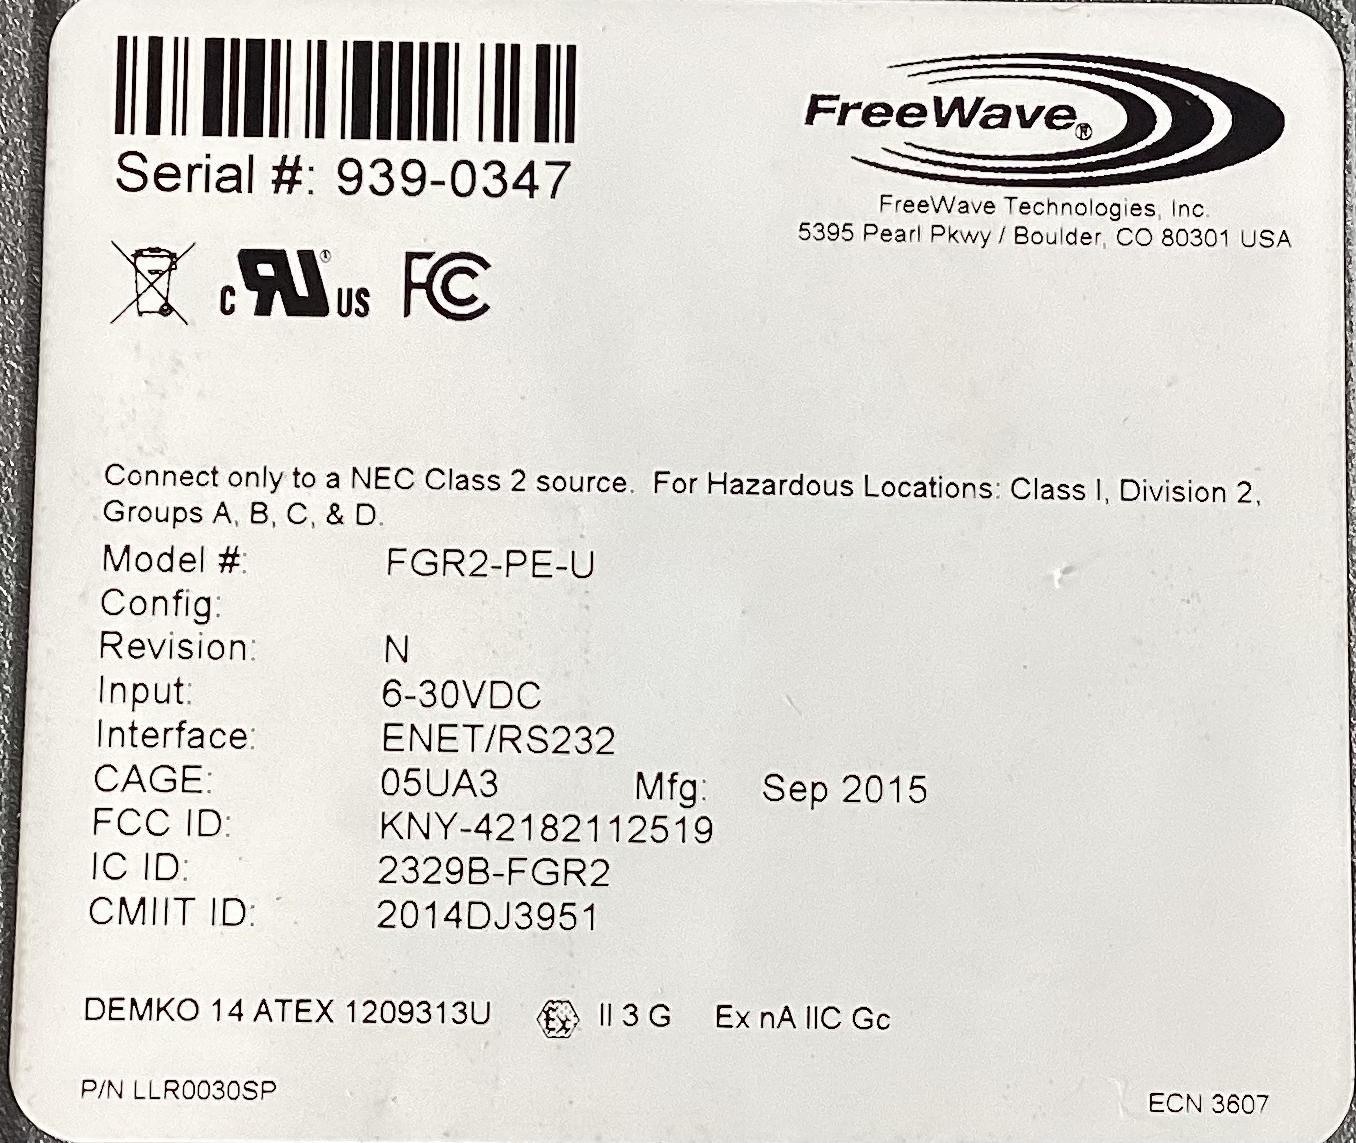 Serial #: 939-0347
FreeWave®
FreeWave Technologies, Inc.
5395 Pearl Pkwy / Boulder, CO 80301 USA
C RU® US FC
Connect only to a NEC Class 2 source. For Hazardous Locations: Class I, Division 2,
Groups A, B, C, & D.
Model #: FGR2-PE-U
Config:
Revision: N
Input: 6-30VDC
Interface: ENET/RS232
CAGE: 05UA3 Mfg: Sep 2015
FCC ID: KNY-42182112519
IC ID: 2329B-FGR2
CMIIT ID: 2014DJ3951
DEMKO 14 ATEX 1209313U Ex II 3 G Ex nA IIC Gc
P/N LLR0030SP
ECN 3607